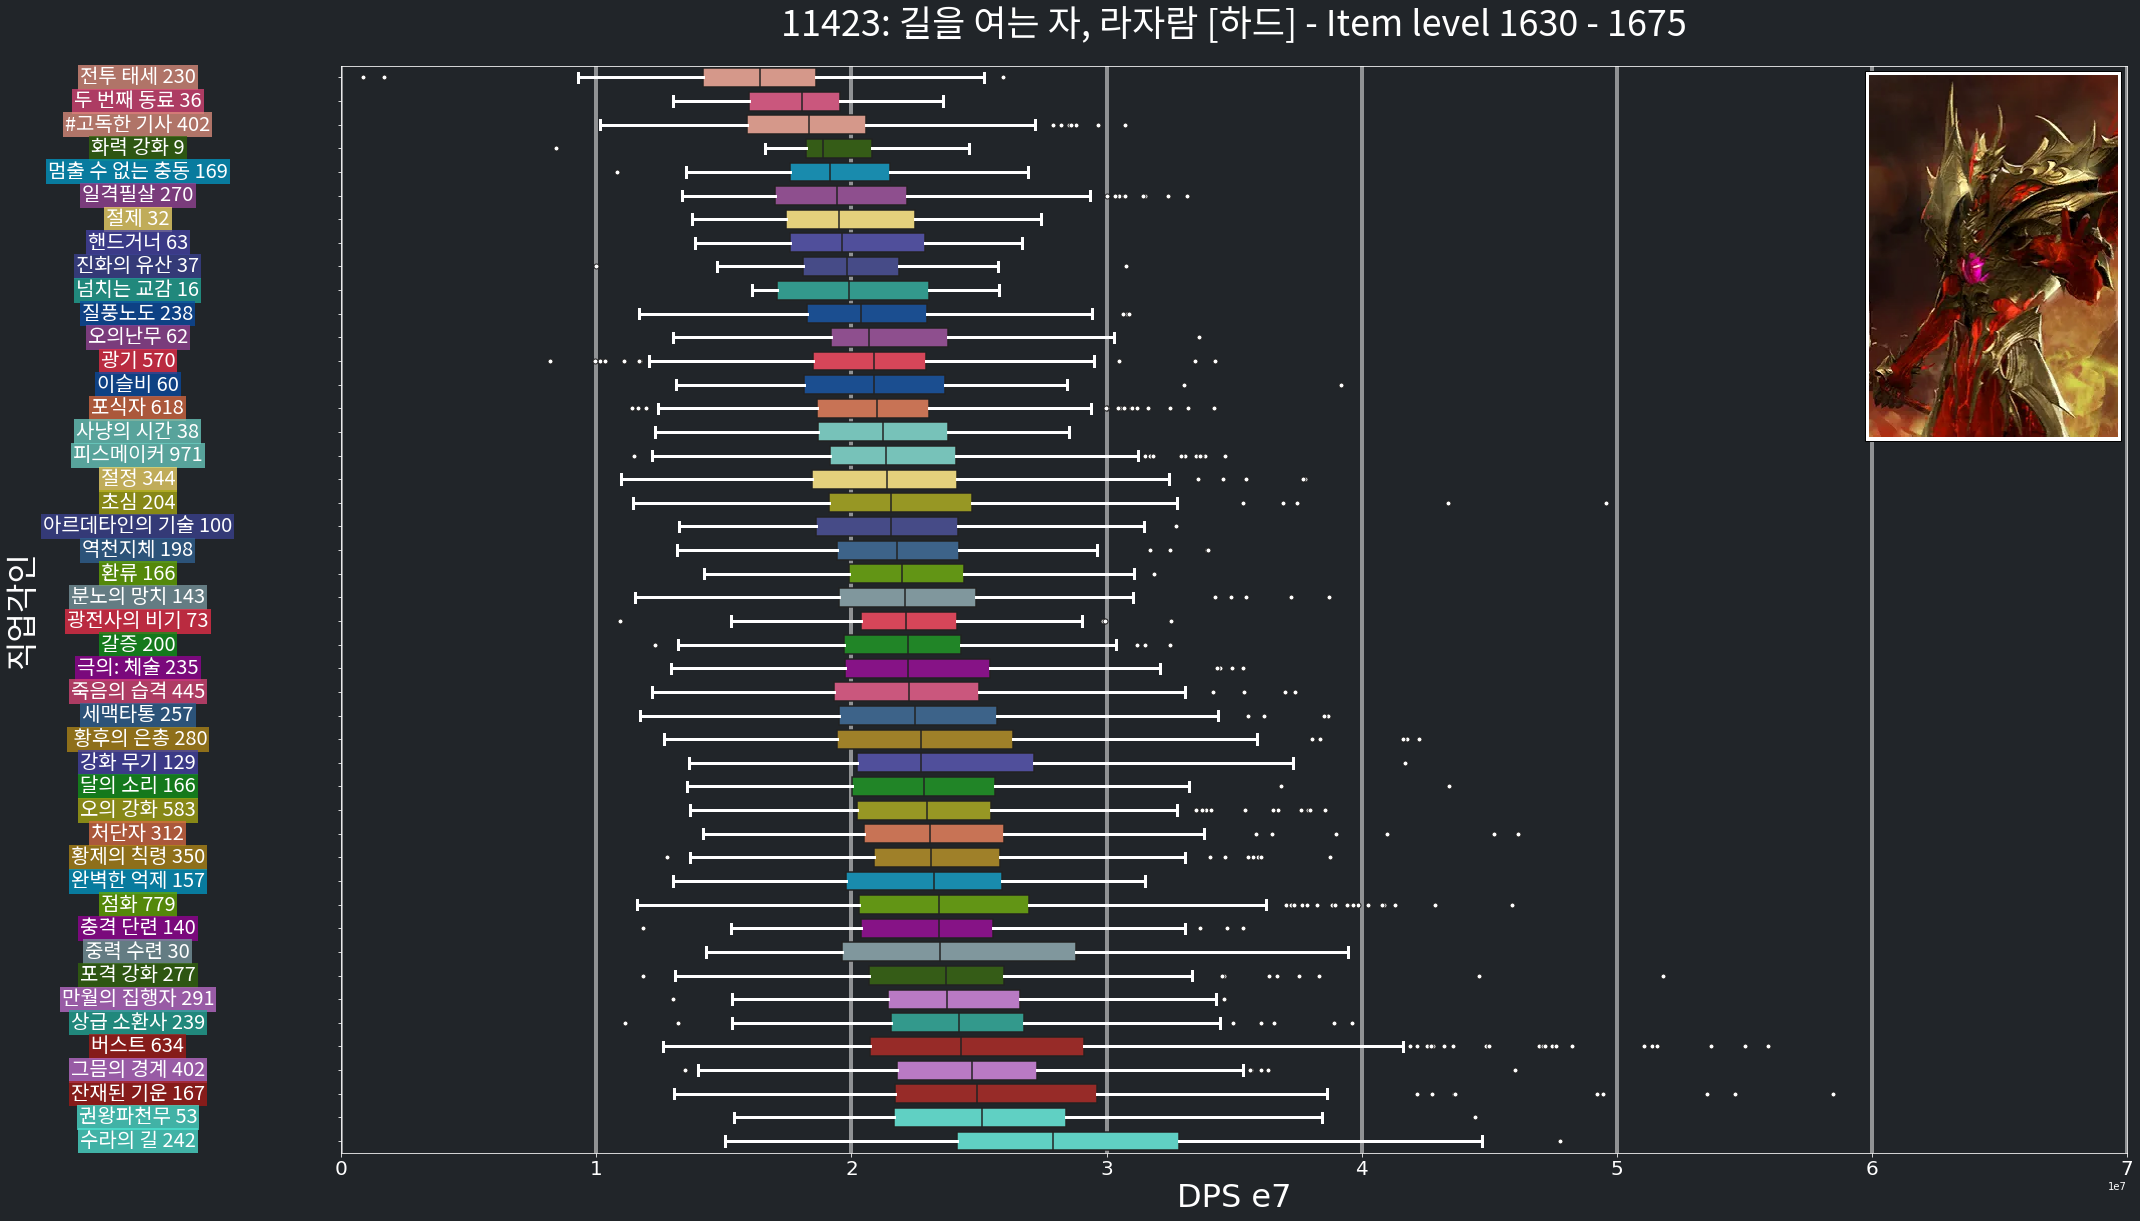 11423: 길을 여는 자, 라자람 [하드] - Item level 1630 - 1675
전투 태세 230
두 번째 동료 36
#고독한 기사 402
화력 강화 9
멈출 수 없는 충동 169
일격필살 270
절제 32
핸드거너 63
진화의 유산 37
넘치는 교감 16
질풍노도 238
오의난무 62
광기 570
이슬비 60
포식자 618
사냥의 시간 38
피스메이커 971
절정 344
초심 204
아르데타인의 기술 100
역천지체 198
환류 166
분노의 망치 143
광전사의 비기 73
갈증 200
극의: 체술 235
죽음의 습격 445
세맥타통 257
황후의 은총 280
강화 무기 129
달의 소리 166
오의 강화 583
처단자 312
황제의 칙령 350
완벽한 억제 157
점화 779
충격 단련 140
중력 수련 30
포격 강화 277
만월의 집행자 291
상급 소환사 239
버스트 634
그믐의 경계 402
잔재된 기운 167
권왕파천무 53
수라의 길 242
직업각인
0 1 2 3 4 5 6 7
1e7
DPS e7